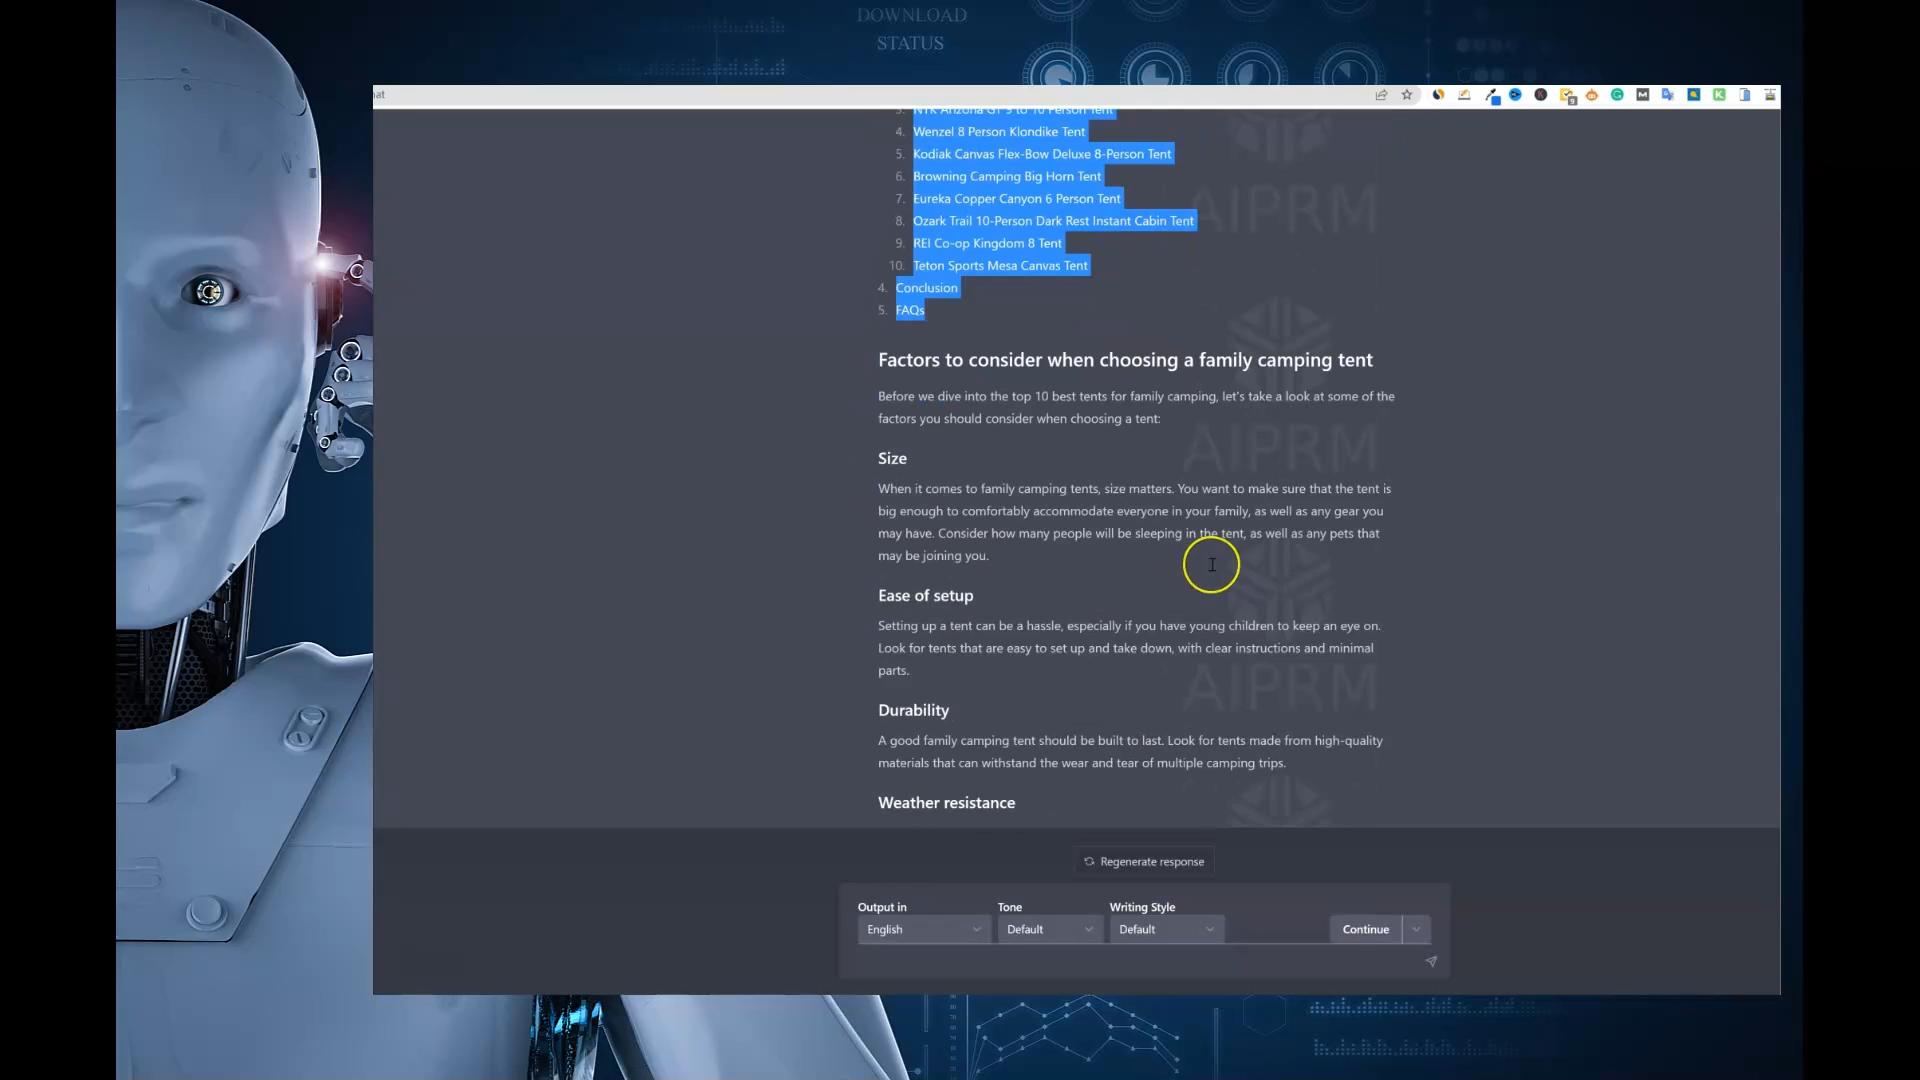 DOWNLOAD
STATUS
hat
3. NTK Arizona GT 9 to 10 Person Tent
4. Wenzel 8 Person Klondike Tent
5. Kodiak Canvas Flex-Bow Deluxe 8-Person Tent
6. Browning Camping Big Horn Tent
7. Eureka Copper Canyon 6 Person Tent
8. Ozark Trail 10-Person Dark Rest Instant Cabin Tent
9. REI Co-op Kingdom 8 Tent
10. Teton Sports Mesa Canvas Tent
4. Conclusion
5. FAQs
AIPRM
Factors to consider when choosing a family camping tent
Before we dive into the top 10 best tents for family camping, let's take a look at some of the
factors you should consider when choosing a tent:
AIPRM
Size
When it comes to family camping tents, size matters. You want to make sure that the tent is
big enough to comfortably accommodate everyone in your family, as well as any gear you
may have. Consider how many people will be sleeping in the tent, as well as any pets that
may be joining you.
Ease of setup
Setting up a tent can be a hassle, especially if you have young children to keep an eye on.
Look for tents that are easy to set up and take down, with clear instructions and minimal
parts.
AIPRM
Durability
A good family camping tent should be built to last. Look for tents made from high-quality
materials that can withstand the wear and tear of multiple camping trips.
Weather resistance
Regenerate response
Output in Tone Writing Style
English Default Default Continue